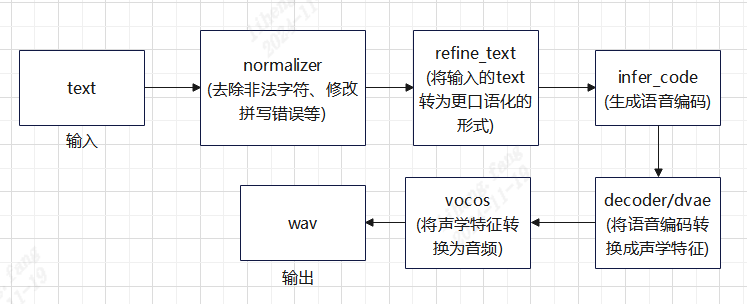 text
输入
normalizer
(去除非法字符、修改
拼写错误等)
refine_text
(将输入的text
转为更口语化的
形式)
infer_code
(生成语音编码)
decoder/dvae
(将语音编码转
换成声学特征)
vocos
(将声学特征转换
为音频)
wav
输出